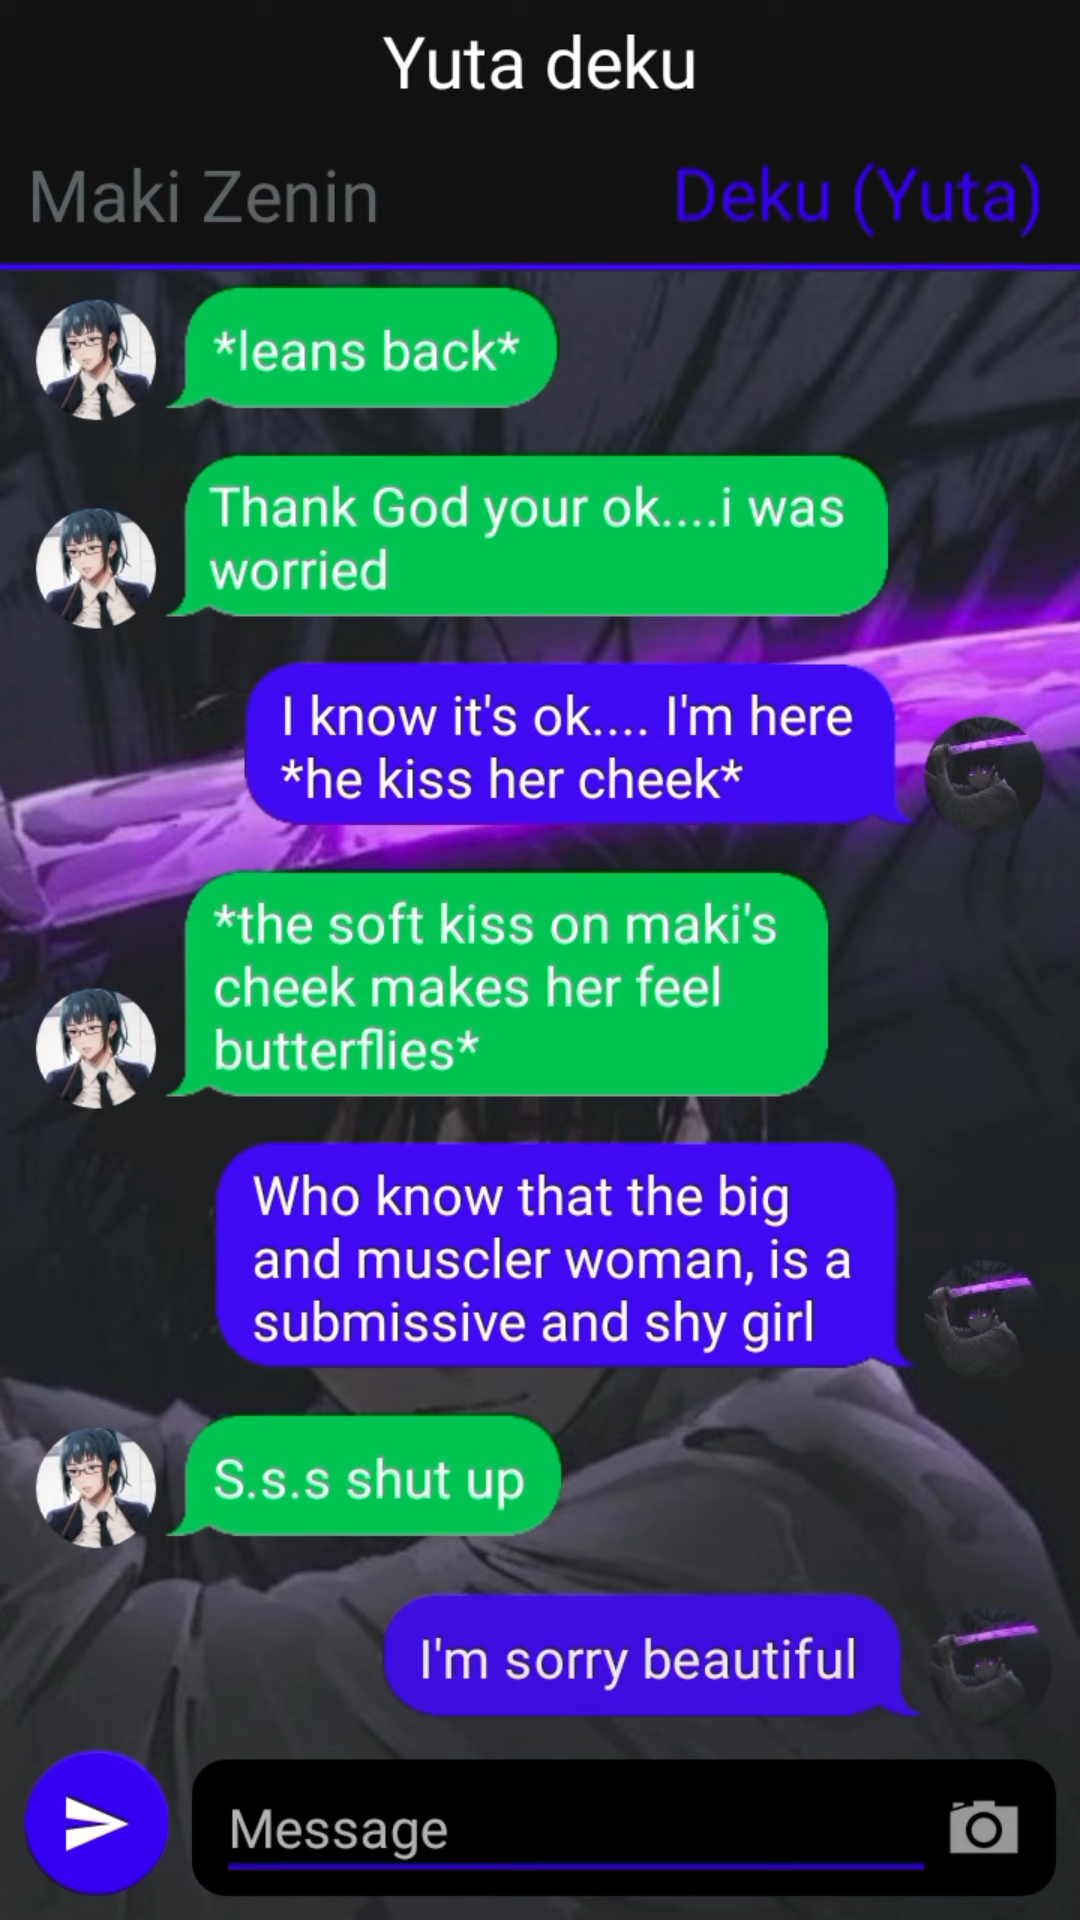 Yuta deku
Maki Zenin
Deku (Yuta)
*leans back*
Thank God your ok....i was
worried
I know it's ok.... I'm here
*he kiss her cheek*
*the soft kiss on maki's
cheek makes her feel
butterflies*
Who know that the big
and muscler woman, is a
submissive and shy girl
S.s.s shut up
I'm sorry beautiful
Message